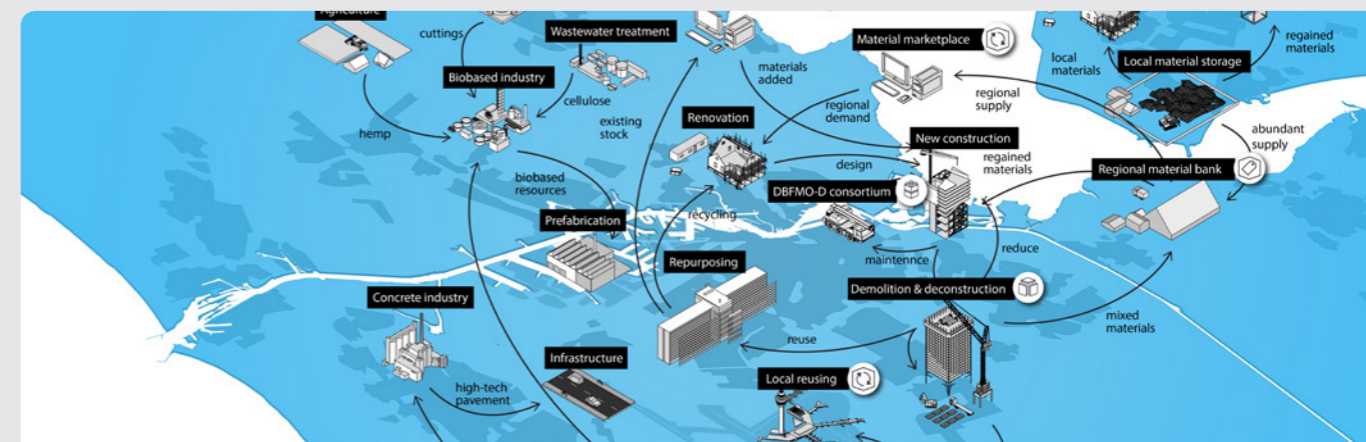 Agriculture
cuttings
Wastewater treatment
Material marketplace
regained
materials
Biobased industry
materials
added
local
materials
Local material storage
cellulose
regional
demand
regional
supply
hemp
existing
stock
Renovation
New construction
abundant
supply
design
regained
materials
biobased
resources
DBFMO-D consortium
Regional material bank
Prefabrication
recycling
maintennce
reduce
Repurposing
Demolition & deconstruction
Concrete industry
mixed
materials
reuse
Infrastructure
Local reusing
high-tech
pavement